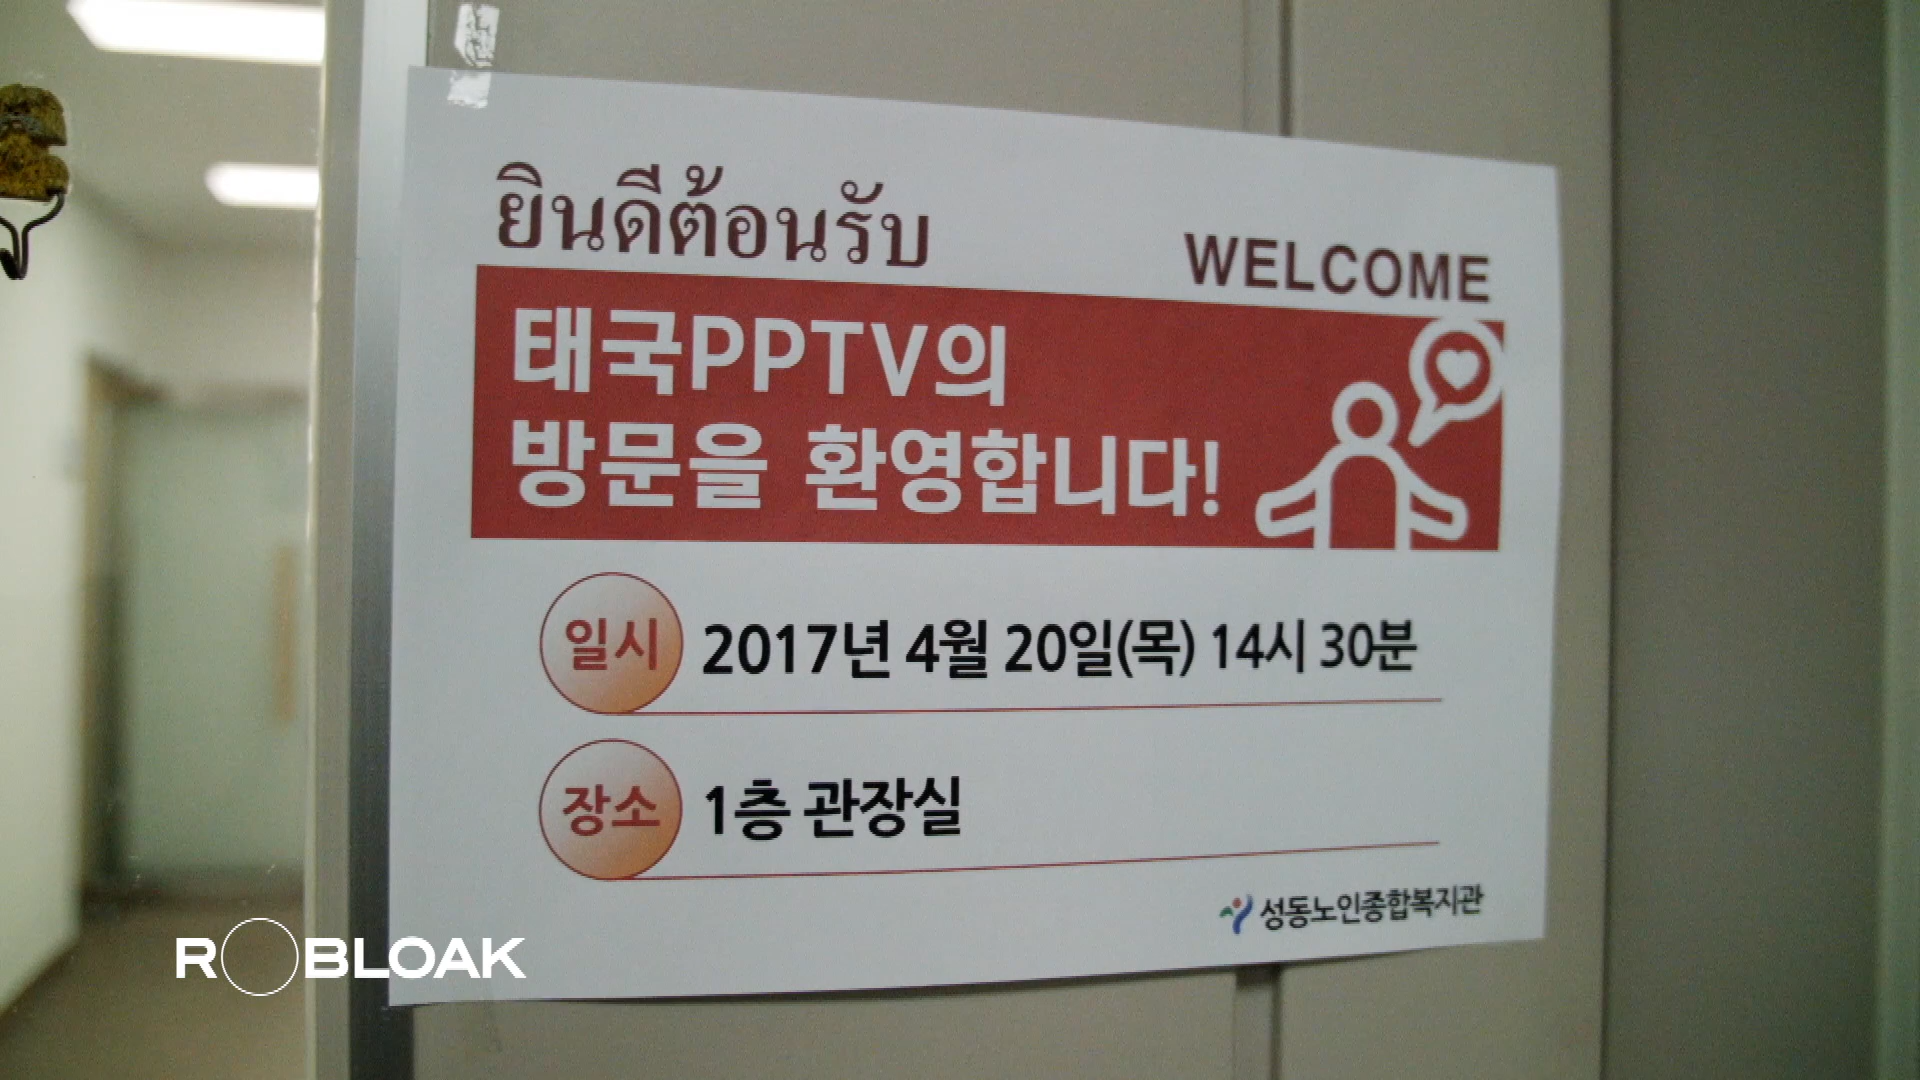 ยินดีต้อนรับ
WELCOME
태국PPTV의
방문을 환영합니다!
일시 2017년 4월 20일(목) 14시 30분
장소 1층 관장실
성동노인종합복지관
ROBLOAK